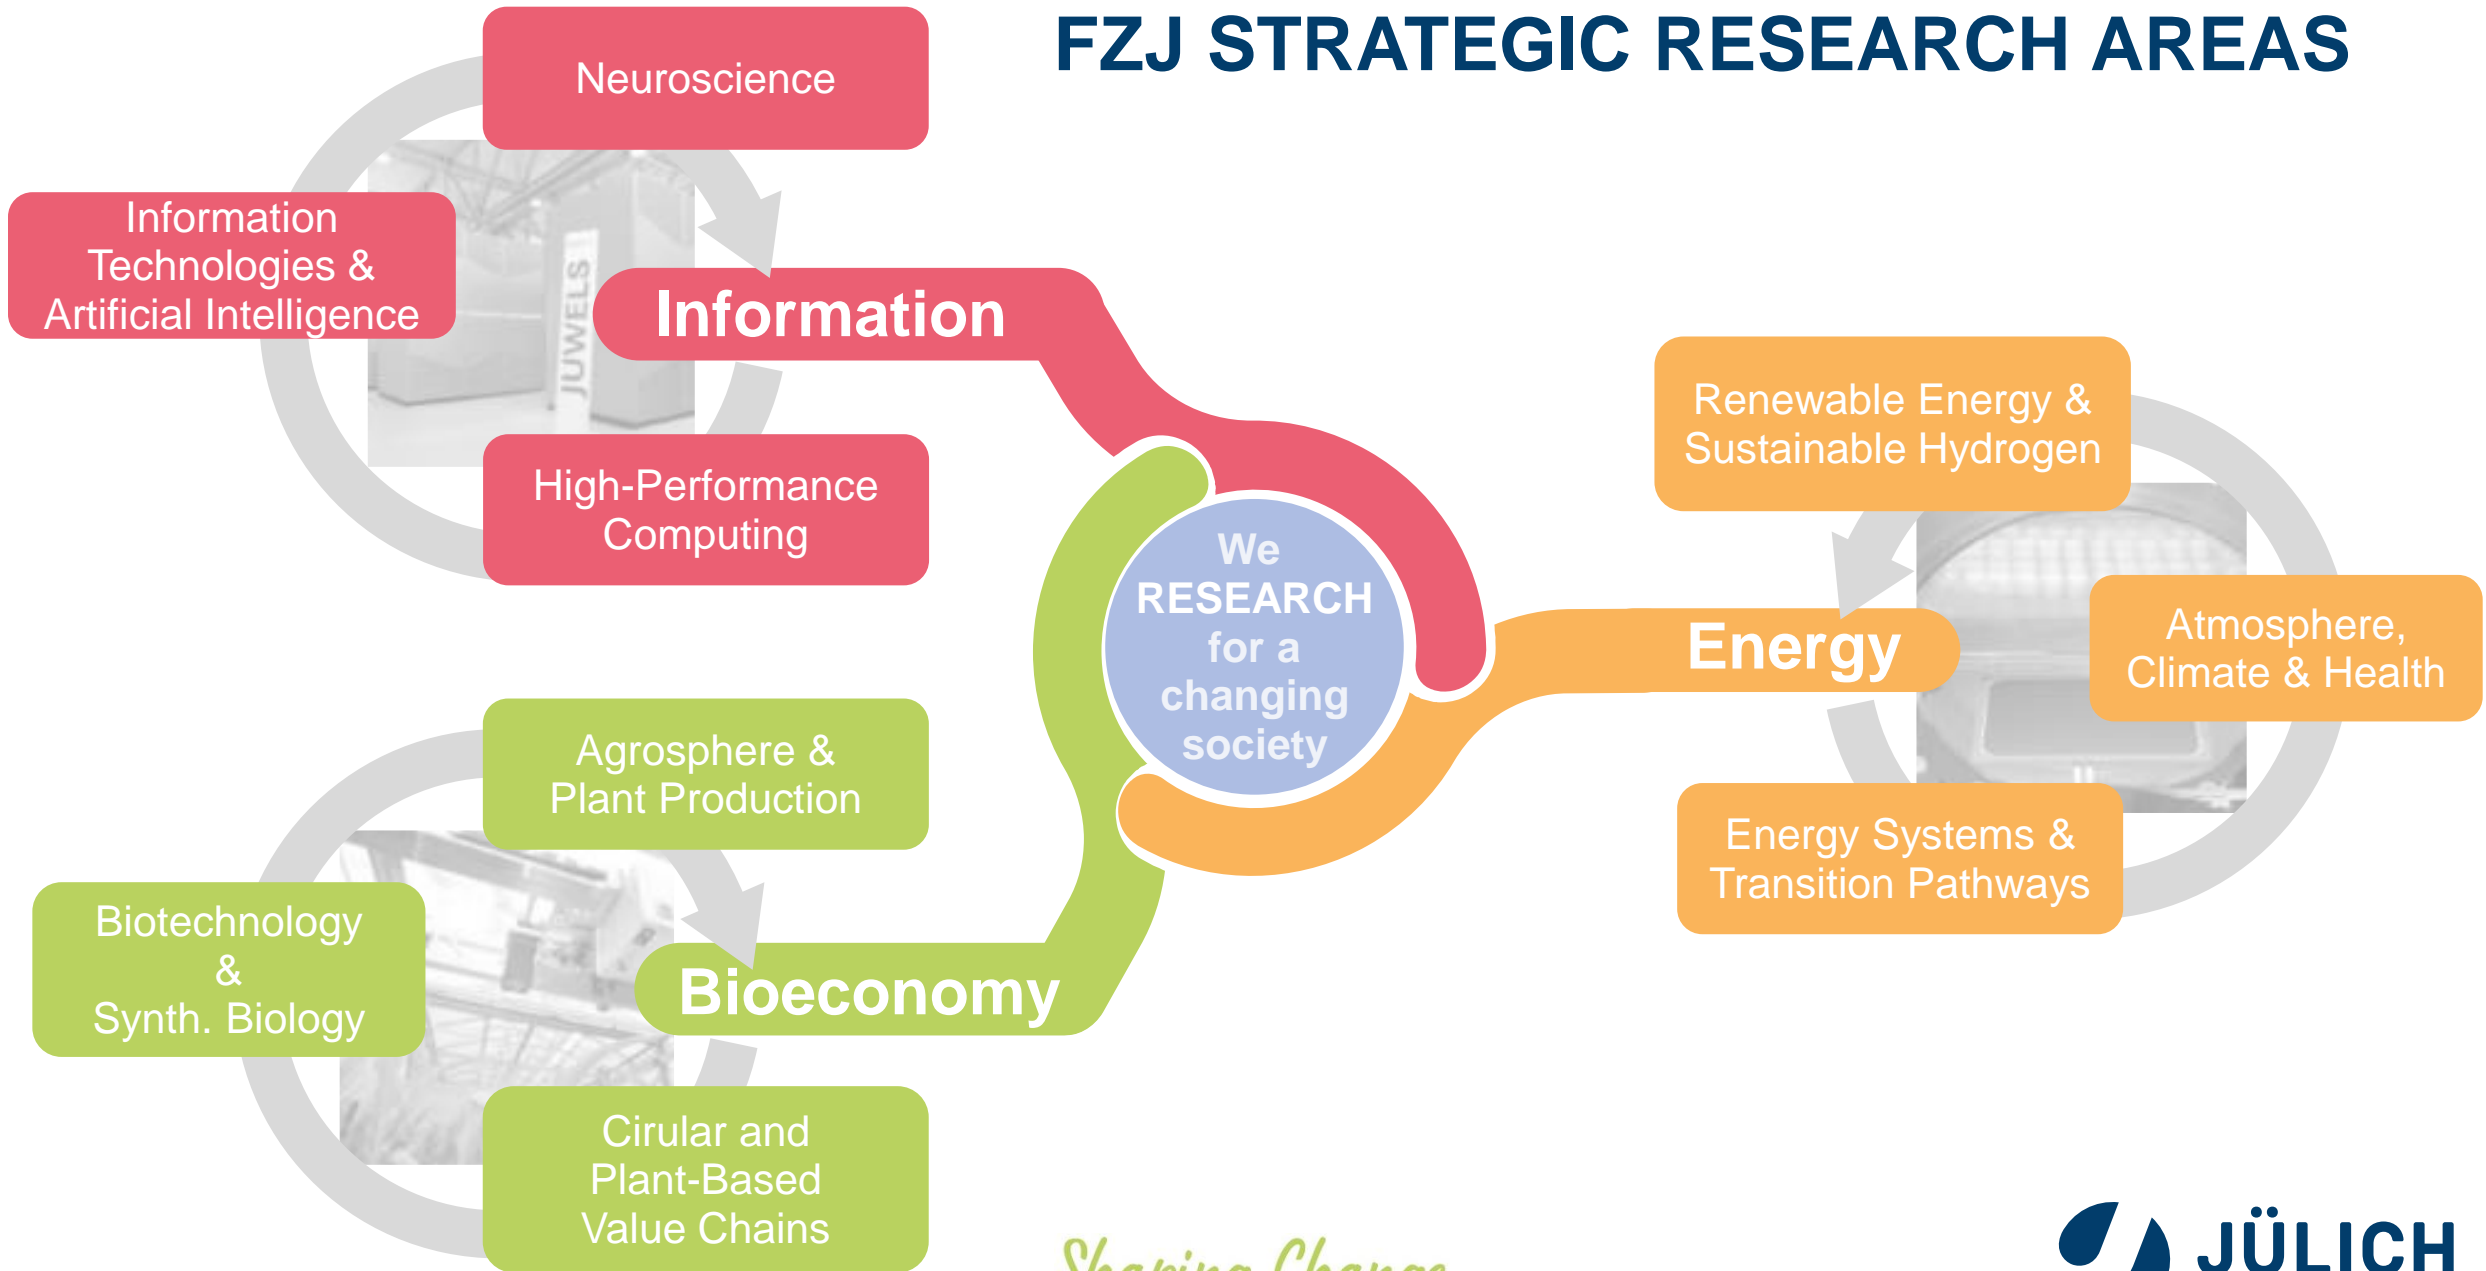 FZJ STRATEGIC RESEARCH AREAS
Neuroscience
Information
Technologies &
Artificial Intelligence
JUWELS
Information
High-Performance
Computing
We
RESEARCH
for a
changing
society
Renewable Energy &
Sustainable Hydrogen
Energy
Atmosphere,
Climate & Health
Energy Systems &
Transition Pathways
Agrosphere &
Plant Production
Biotechnology
&
Synth. Biology
Bioeconomy
Cirular and
Plant-Based
Value Chains
Shaping Change
JÜLICH